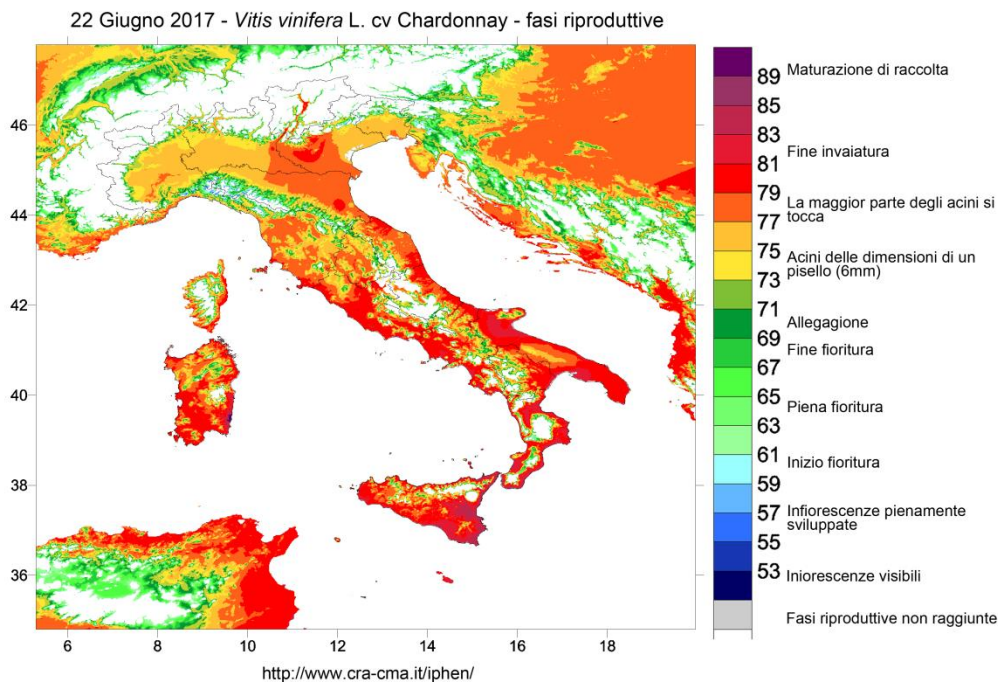 22 Giugno 2017 - Vitis vinifera L. cv Chardonnay - fasi riproduttive
46
44
42
40
38
36
6
8
10
12
14
16
18
http://www.cra-cma.it/iphen/
89
Maturazione di raccolta
85
83
Fine invaiatura
81
79
La maggior parte degli acini si
tocca
77
75
Acini delle dimensioni di un
pisello (6mm)
73
71
Allegagione
69
Fine fioritura
67
65
Piena fioritura
63
61
Inizio fioritura
59
Infiorescenze pienamente
57
sviluppate
55
53
Iniorescenze visibili
Fasi riproduttive non raggiunte